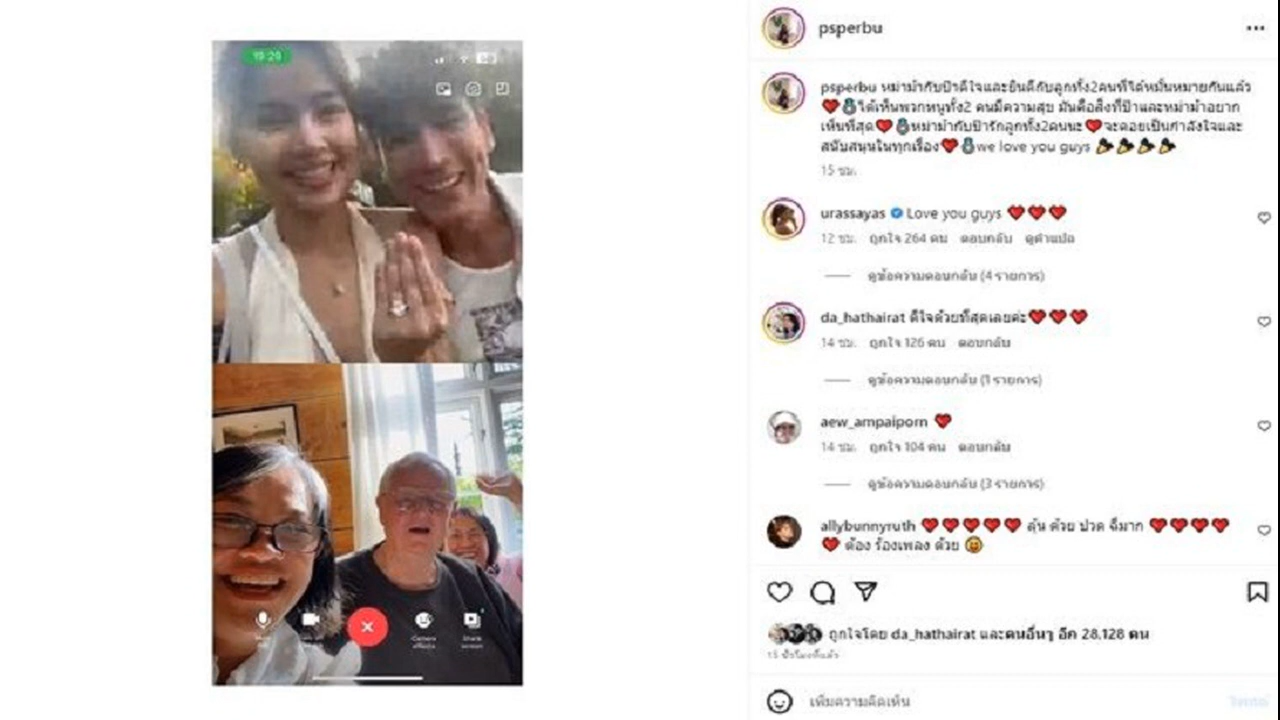 19:29
psperbu
psperbu หม่าม้ากับป๊าดีใจและยินดีกับลูกทั้ง2คนที่ได้หมั้นหมายกันแล้ว
❤️💍ได้เห็นพวกหนูทั้ง2 คนมีความสุข มันคือสิ่งที่ป๊าและหม่าม้าอยาก
เห็นที่สุด❤️💍หม่าม้ากับป๊ารักลูกทั้ง2คนนะ❤️จะคอยเป็นกำลังใจและ
สนับสนุนในทุกเรื่อง❤️💍we love you guys 🎉🎉🎉🎉
15 ชม.
urassayas Love you guys ❤️❤️❤️
12 ชม. ถูกใจ 264 คน ตอบกลับ ดูคำแปล
ดูข้อความตอบกลับ (4 รายการ)
da_hathairat ดีใจด้วยที่สุดเลยค่ะ❤️❤️❤️
14 ชม. ถูกใจ 126 คน ตอบกลับ
ดูข้อความตอบกลับ (1 รายการ)
aew_ampaiporn ❤️
14 ชม. ถูกใจ 104 คน ตอบกลับ
ดูข้อความตอบกลับ (3 รายการ)
allybunnyruth ❤️❤️❤️❤️❤️ ตุ้น ด้วย ปวด ฉี่มาก ❤️❤️❤️❤️
❤️ ต้อง ร้องเพลง ด้วย
ถูกใจโดย da_hathairat และคนอื่นๆ อีก 28,128 คน
15 ชั่วโมงที่แล้ว
เพิ่มความคิดเห็น
Camera effects
Share screen